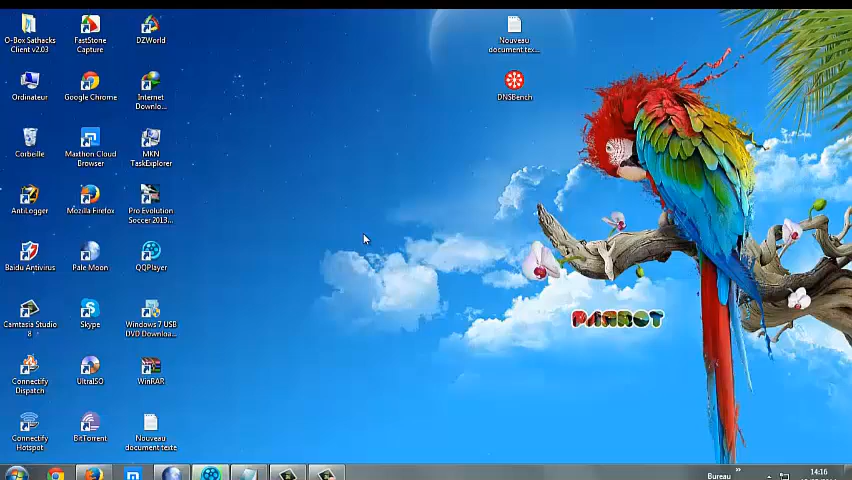 O-Box Sathacks
Client v2.03
FastStone
Capture
DZWorld
Nouveau
document tex...
Ordinateur
Google Chrome
Internet
Downlo...
DNSBench
Corbeille
Maxthon Cloud
Browser
MKN
TaskExplorer
AntiLogger
Mozilla Firefox
Pro Evolution
Soccer 2013...
Baidu Antivirus
Pale Moon
QQPlayer
Camtasia Studio
8
Skype
Windows 7 USB
DVD Downloa...
PARROT
Connectify
Dispatch
UltraISO
WinRAR
Connectify
Hotspot
BitTorrent
Nouveau
document texte
Bureau
»
14:16